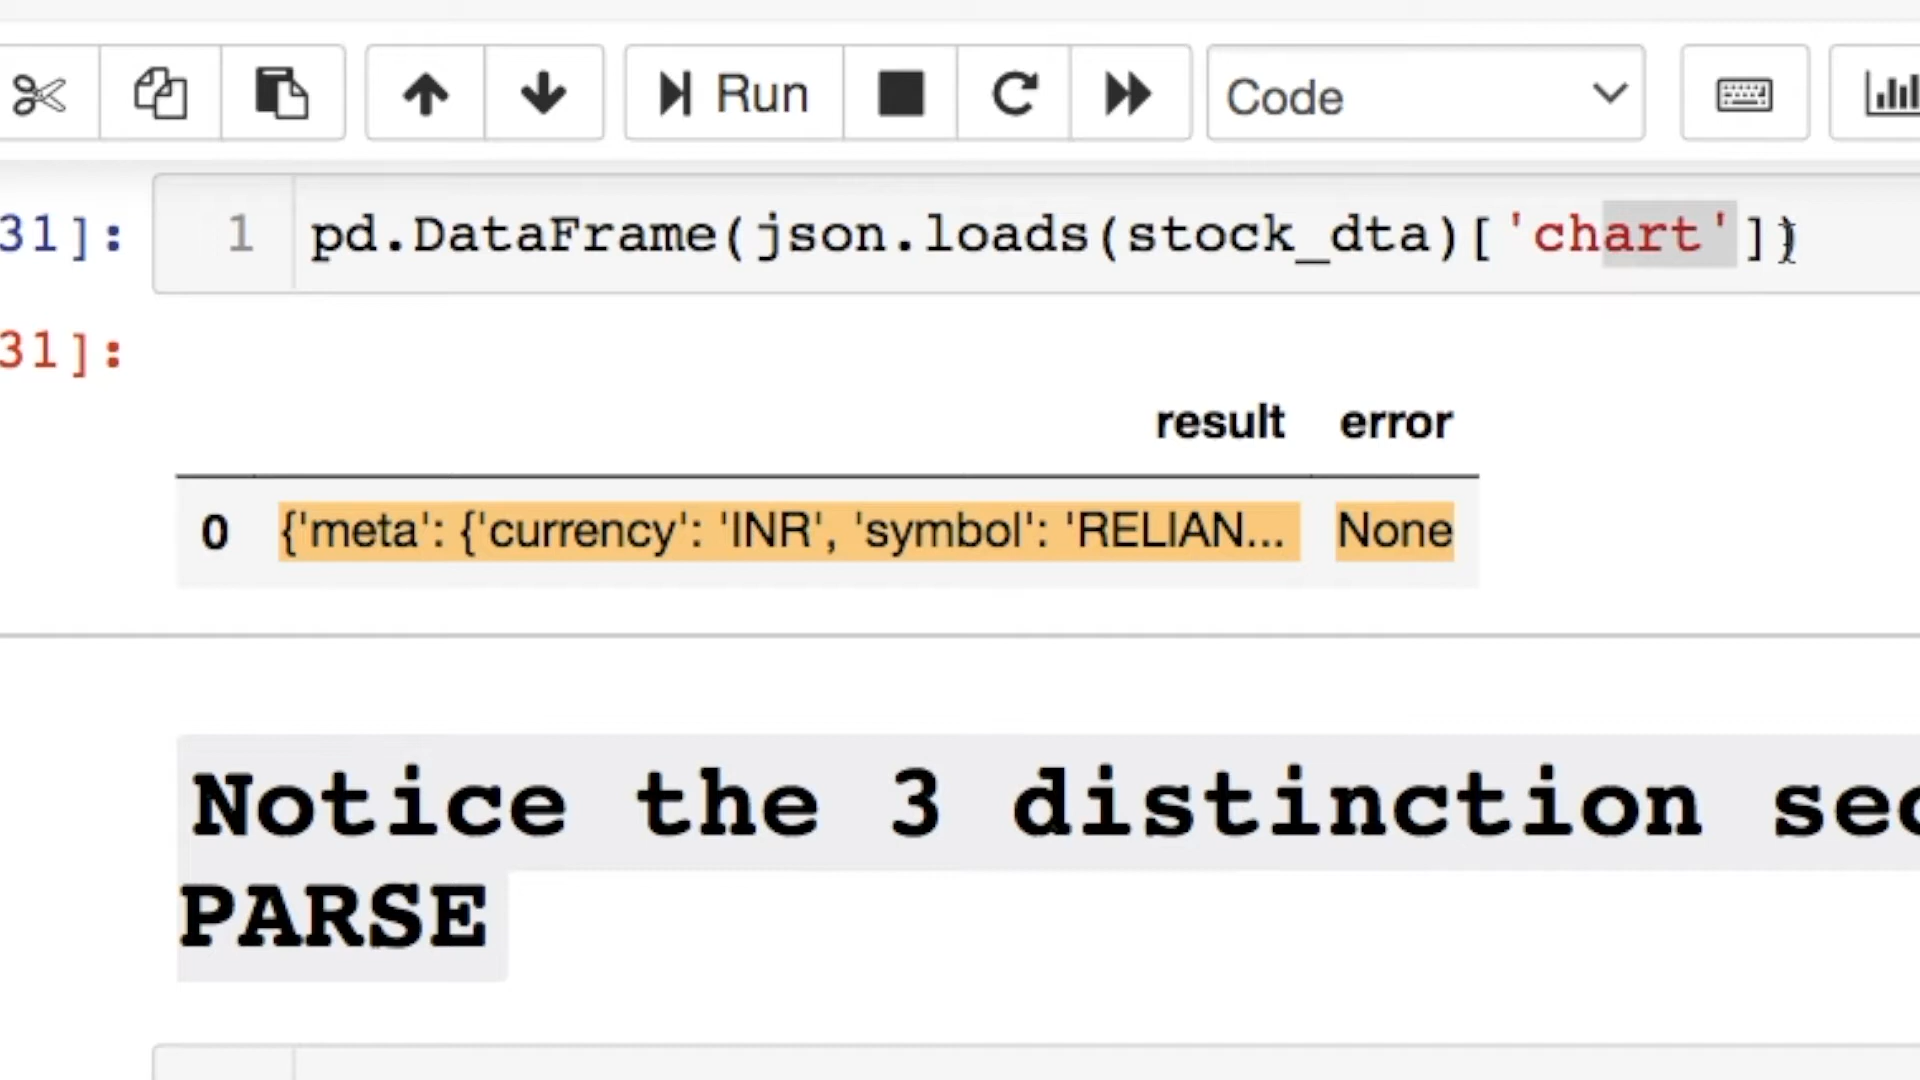 Run
Code
31]:
1
pd.DataFrame(json.loads(stock_dta)['chart'])
31]:
result error
0 {'meta': {'currency': 'INR', 'symbol': 'RELIAN... None
Notice the 3 distinction sec
PARSE